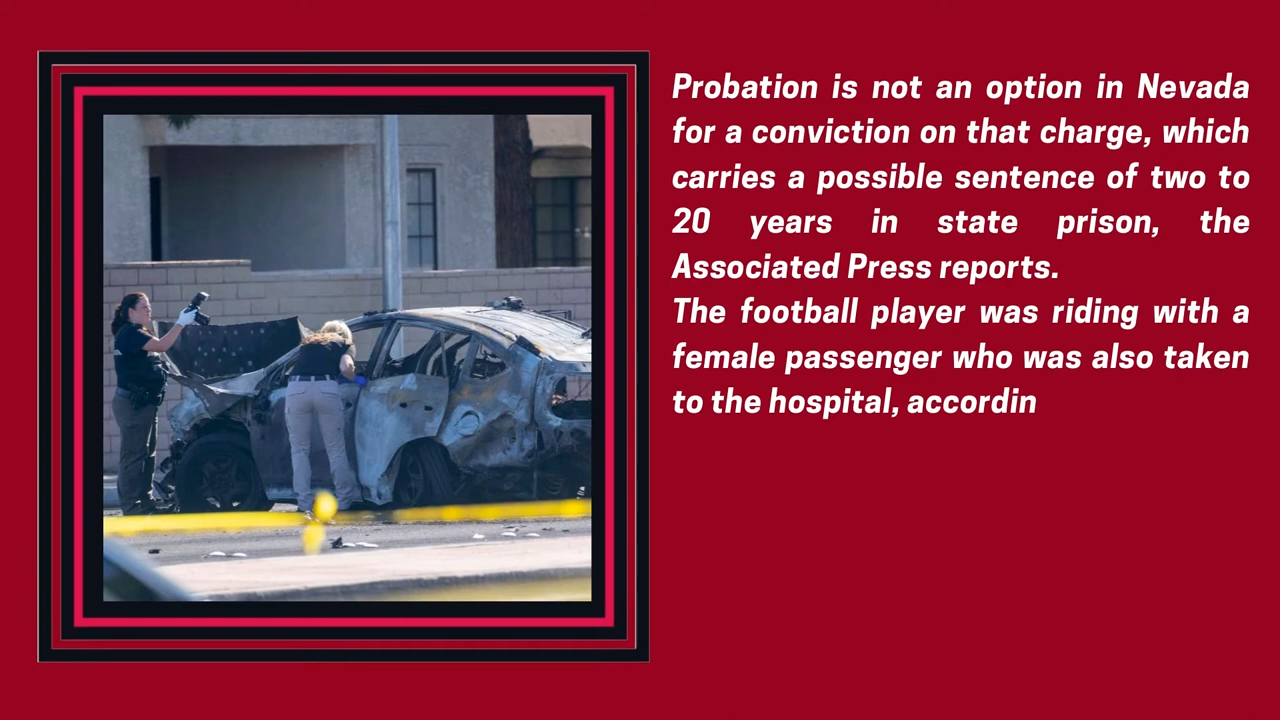 Probation is not an option in Nevada
for a conviction on that charge, which
carries a possible sentence of two to
20 years in state prison, the
Associated Press reports.
The football player was riding with a
female passenger who was also taken
to the hospital, accordin